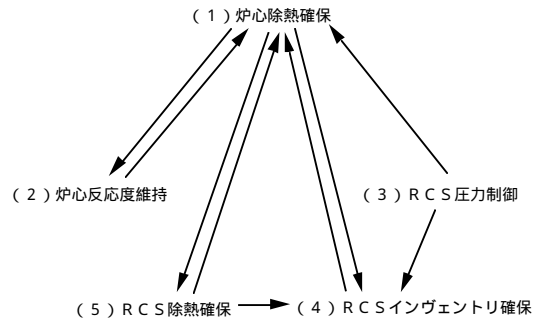 (1)炉心除熱確保
(2)炉心反応度維持
(3)RCS圧力制御
(5)RCS除熱確保
(4)RCSインヴェントリ確保